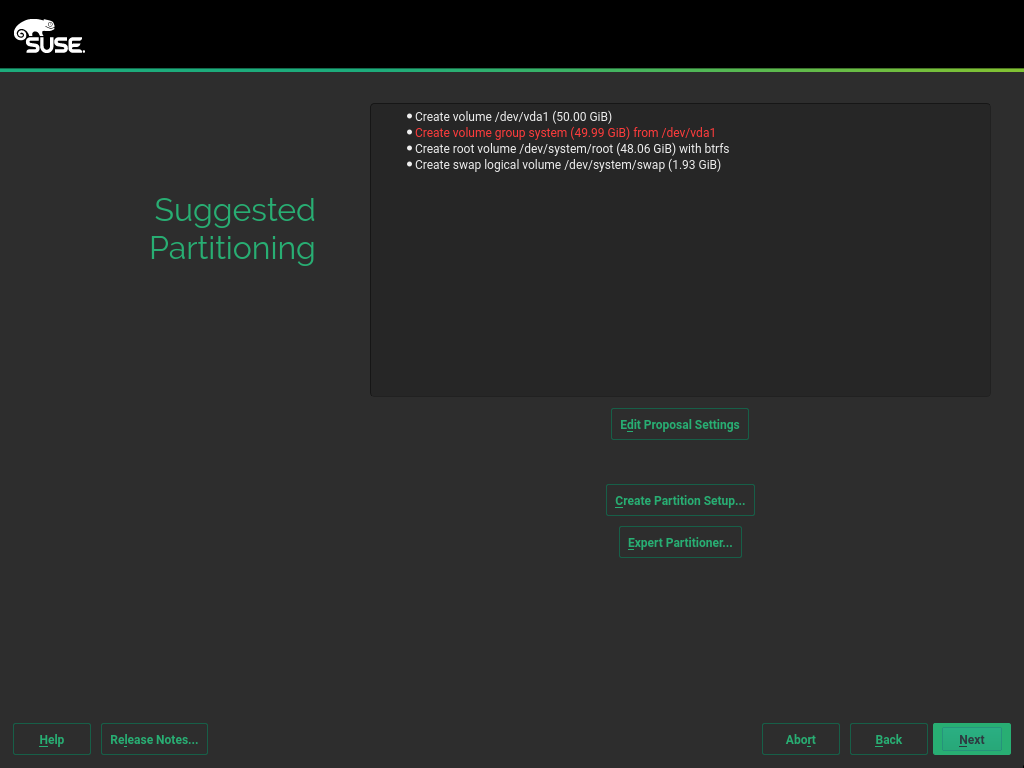 SUSE.
Suggested
Partitioning
Create volume /dev/vda1 (50.00 GiB)
Create volume group system (49.99 GiB) from /dev/vda1
Create root volume /dev/system/root (48.06 GiB) with btrfs
Create swap logical volume /dev/system/swap (1.93 GiB)
Edit Proposal Settings
Create Partition Setup...
Expert Partitioner...
Help
Release Notes...
Abort
Back
Next